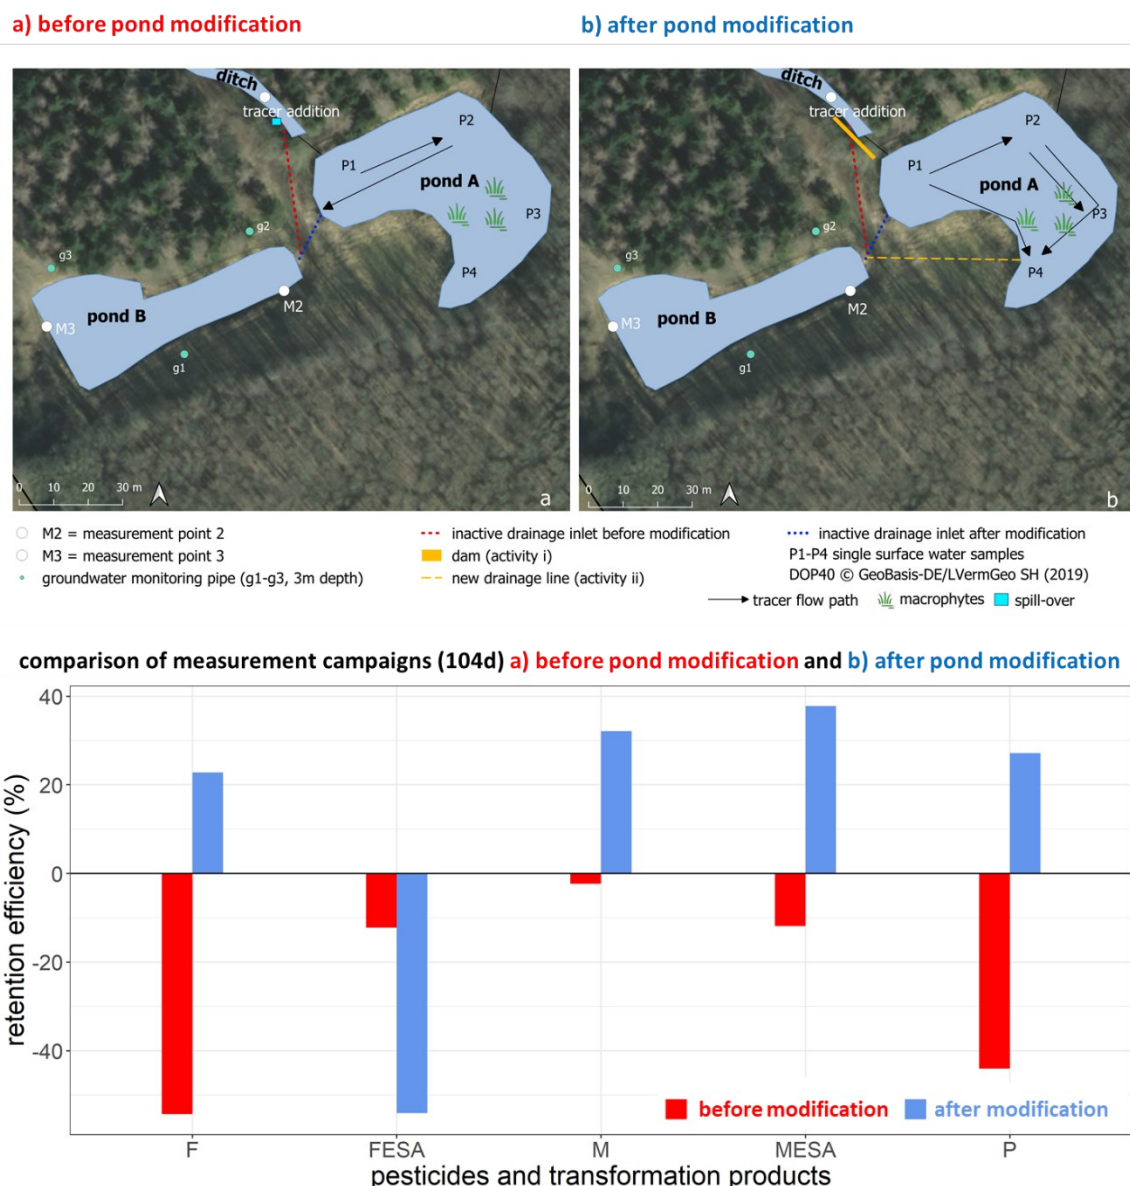 a) before pond modification
b) after pond modification
ditch
tracer addition
P2
P1
pond A
P3
P4
g2
g3
M2
pond B
M3
g1
0 10 20 30 m
a
ditch
tracer addition
P2
P1
pond A
P3
P4
g2
g3
M2
pond B
M3
g1
0 10 20 30 m
b
M2 = measurement point 2
M3 = measurement point 3
groundwater monitoring pipe (g1-g3, 3m depth)
inactive drainage inlet before modification
dam (activity i)
new drainage line (activity ii)
inactive drainage inlet after modification
P1-P4 single surface water samples
DOP40 © GeoBasis-DE/LVermGeo SH (2019)
tracer flow path macrophytes spill-over
comparison of measurement campaigns (104d) a) before pond modification and b) after pond modification
retention efficiency (%)
40
20
0
-20
-40
before modification after modification
F FESA M MESA P
pesticides and transformation products